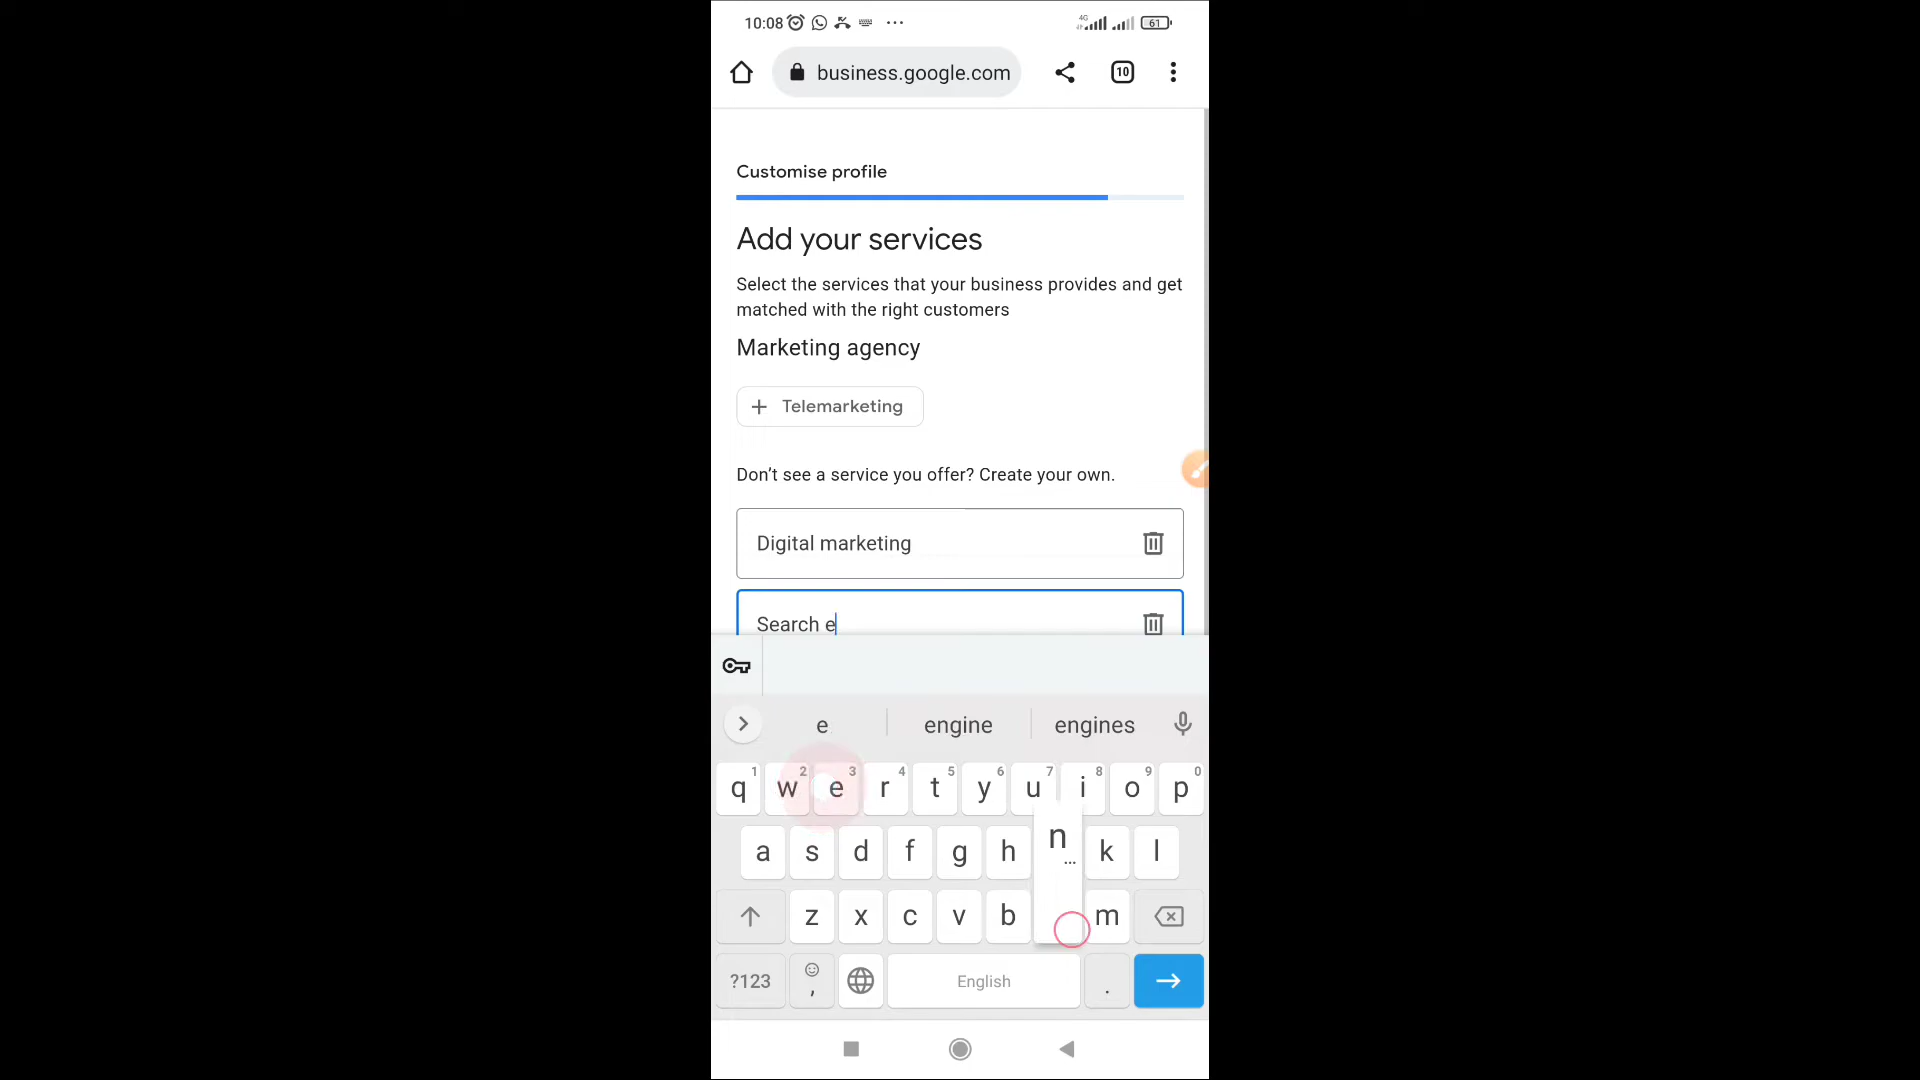 10:08
4G
61
business.google.com
10
Customise profile
Add your services
Select the services that your business provides and get
matched with the right customers
Marketing agency
+ Telemarketing
Don't see a service you offer? Create your own.
Digital marketing
Search e
e engine engines
q 1 w 2 e 3 r 4 t 5 y 6 u 7 i 8 o 9 p 0
a s d f g h n ... k l
z x c v b m
?123 , English .